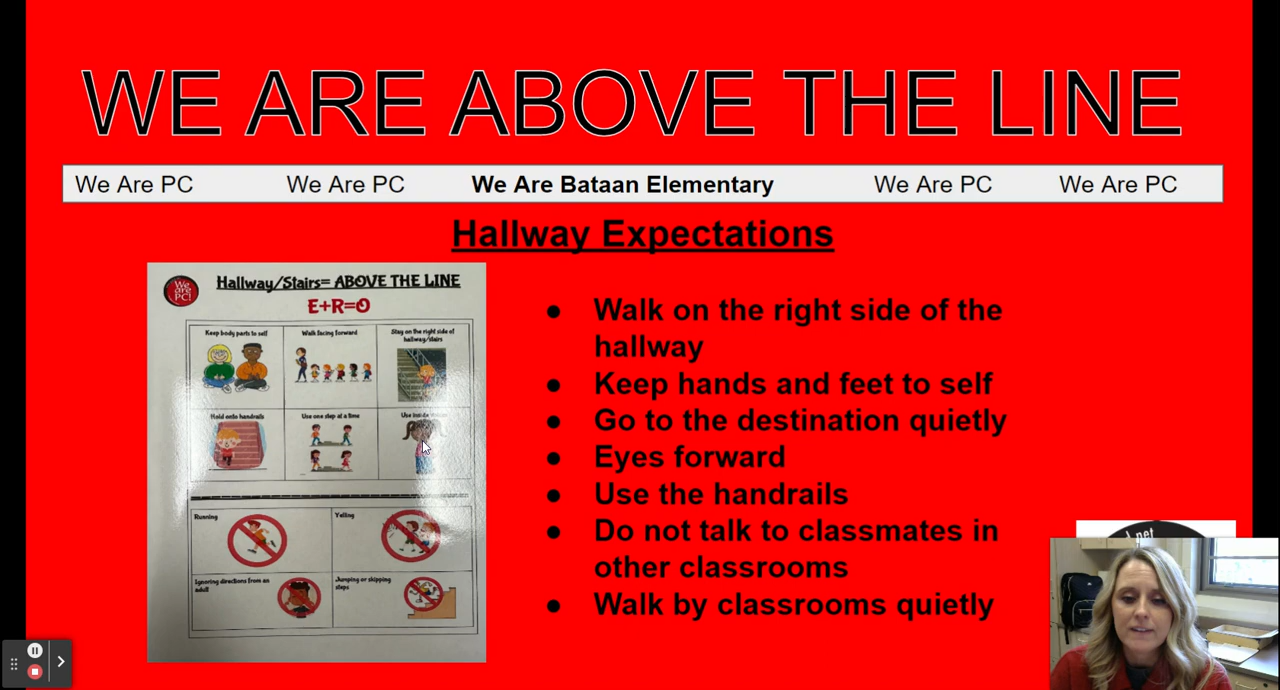 WE ARE ABOVE THE LINE
We Are PC We Are PC We Are Bataan Elementary We Are PC We Are PC
Hallway Expectations
We are PC!
Hallway/Stairs= ABOVE THE LINE
E+R=O
Keep body parts to self
Walk facing forward
Stay on the right side of
hallway/stairs
Hold onto handrails
Use one step at a time
Use inside
Running
Yelling
Ignoring directions from an
adult
Jumping or skipping
steps
● Walk on the right side of the
hallway
● Keep hands and feet to self
● Go to the destination quietly
● Eyes forward
● Use the handrails
● Do not talk to classmates in
other classrooms
● Walk by classrooms quietly